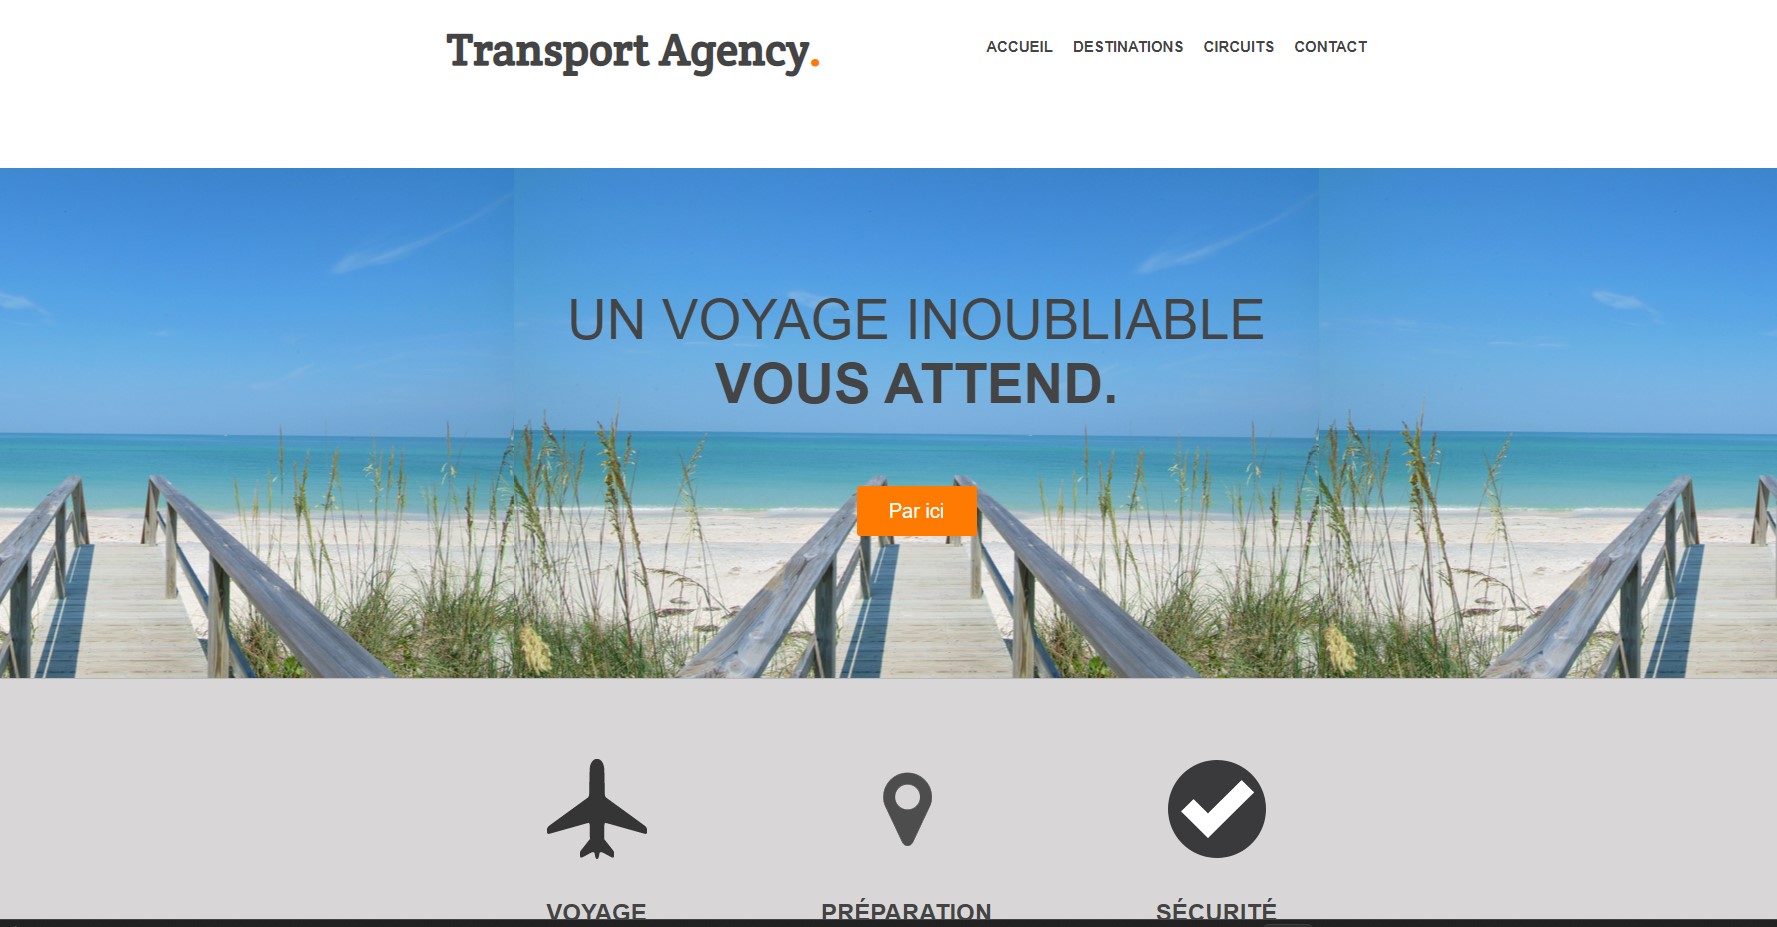 Transport Agency.
ACCUEIL DESTINATIONS CIRCUITS CONTACT
UN VOYAGE INOUBLIABLE
VOUS ATTEND.
Par ici
VOYAGE PRÉPARATION SÉCURITÉ